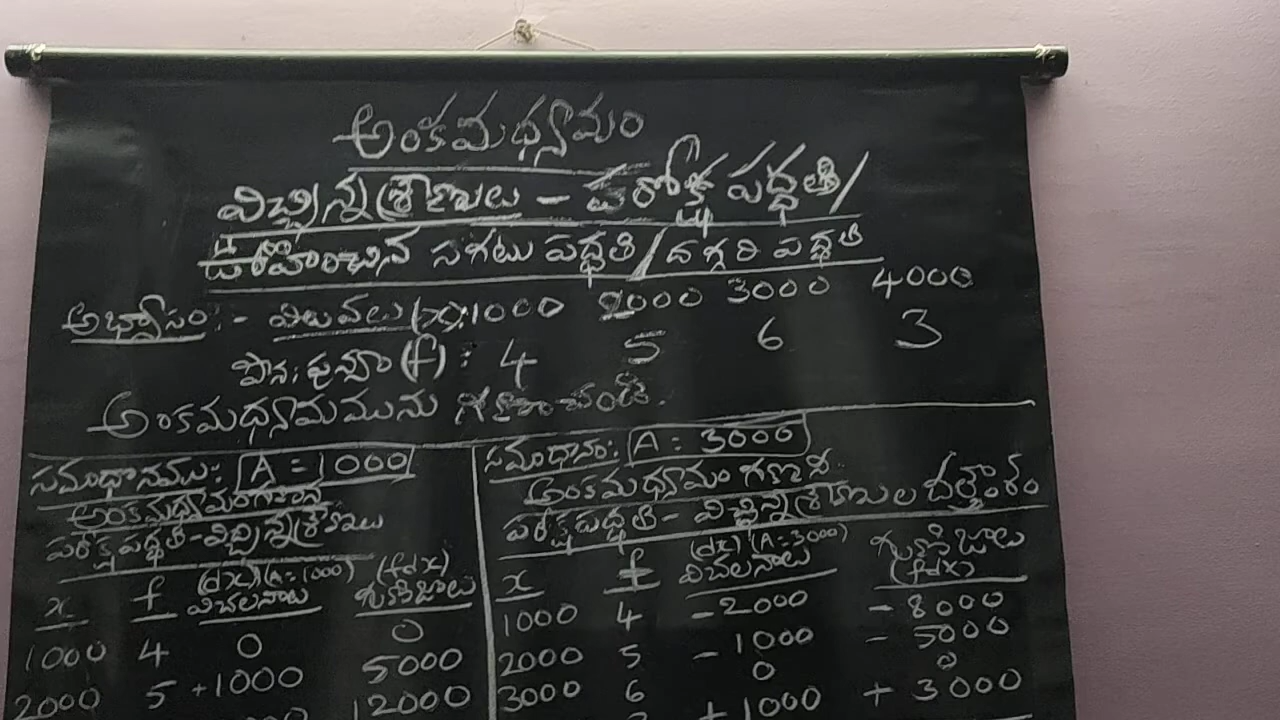 అంకమధ్యమం
విచ్ఛిన్న శ్రేణులు - పరోక్ష పద్ధతి/
ఊహించిన సగటు పద్ధతి/దగ్గరి పద్ధతి
అభ్యాసం:- విలువలు (x): 1000 2000 3000 4000
పౌనఃపున్యం (f): 4 5 6 3
అంకమధ్యమమును గణించండి.
సమాధానము: A = 1000
అంకమధ్యమం గణన
పరోక్ష పద్ధతి - విచ్ఛిన్న శ్రేణులు
x f (dx) (A = 1000) విచలనాలు (fdx) గుణిజాలు
1000 4 0 0
2000 5 +1000 5000
12000
సమాధానం: A = 3000
అంకమధ్యమం గణన
పరోక్ష పద్ధతి - విచ్ఛిన్న శ్రేణుల
x f (dx) (A = 3000) విచలనాలు గుణిజాలు (fdx)
1000 4 -2000 -8000
2000 5 -1000 -5000
3000 6 0 0
+1000 +3000